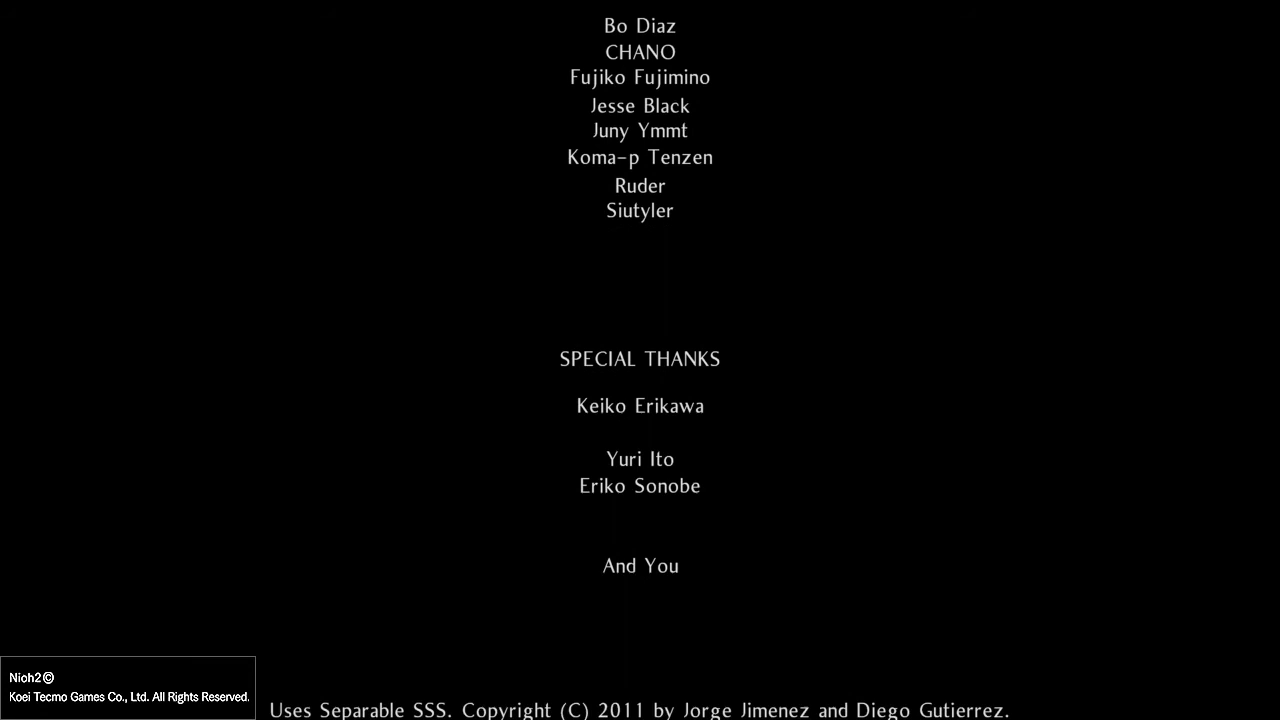 Bo Diaz
CHANO
Fujiko Fujimino
Jesse Black
Juny Ymmt
Koma-p Tenzen
Ruder
Siutyler
SPECIAL THANKS
Keiko Erikawa
Yuri Ito
Eriko Sonobe
And You
Nioh2©
Koei Tecmo Games Co., Ltd. All Rights Reserved.
Uses Separable SSS. Copyright (C) 2011 by Jorge Jimenez and Diego Gutierrez.